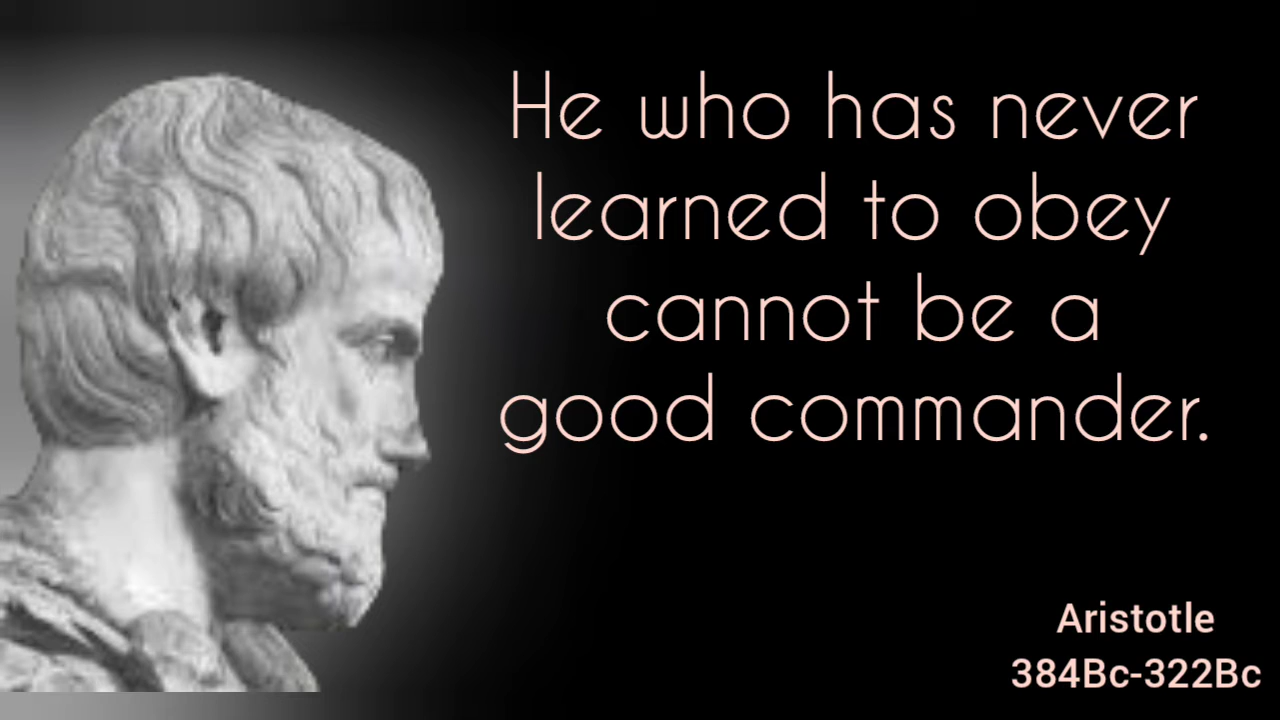 He who has never
learned to obey
cannot be a
good commander.
Aristotle
384Bc-322Bc